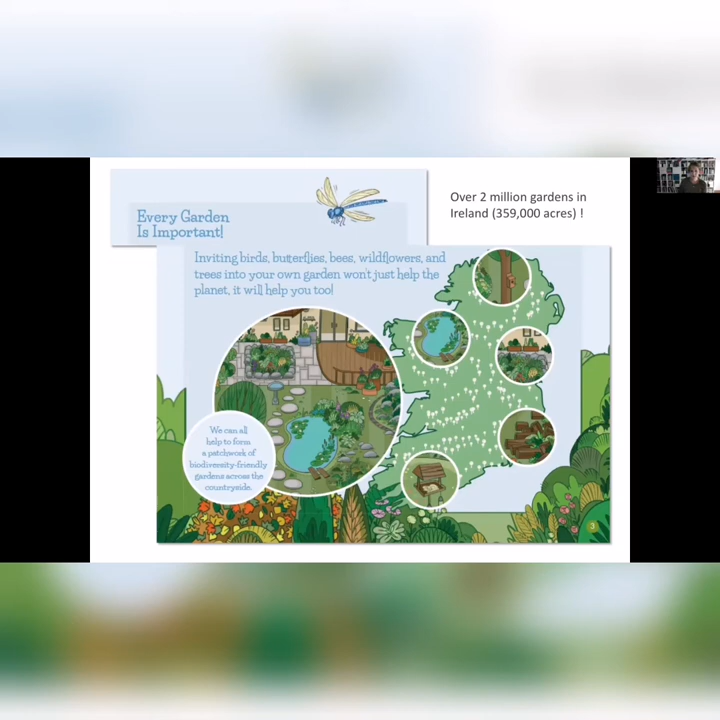 Every Garden
Is Important!
Over 2 million gardens in
Ireland (359,000 acres) !
Inviting birds, butterflies, bees, wildflowers, and
trees into your own garden won't just help the
planet, it will help you too!
We can all
help to form
a patchwork of
biodiversity-friendly
gardens across the
countryside.
3